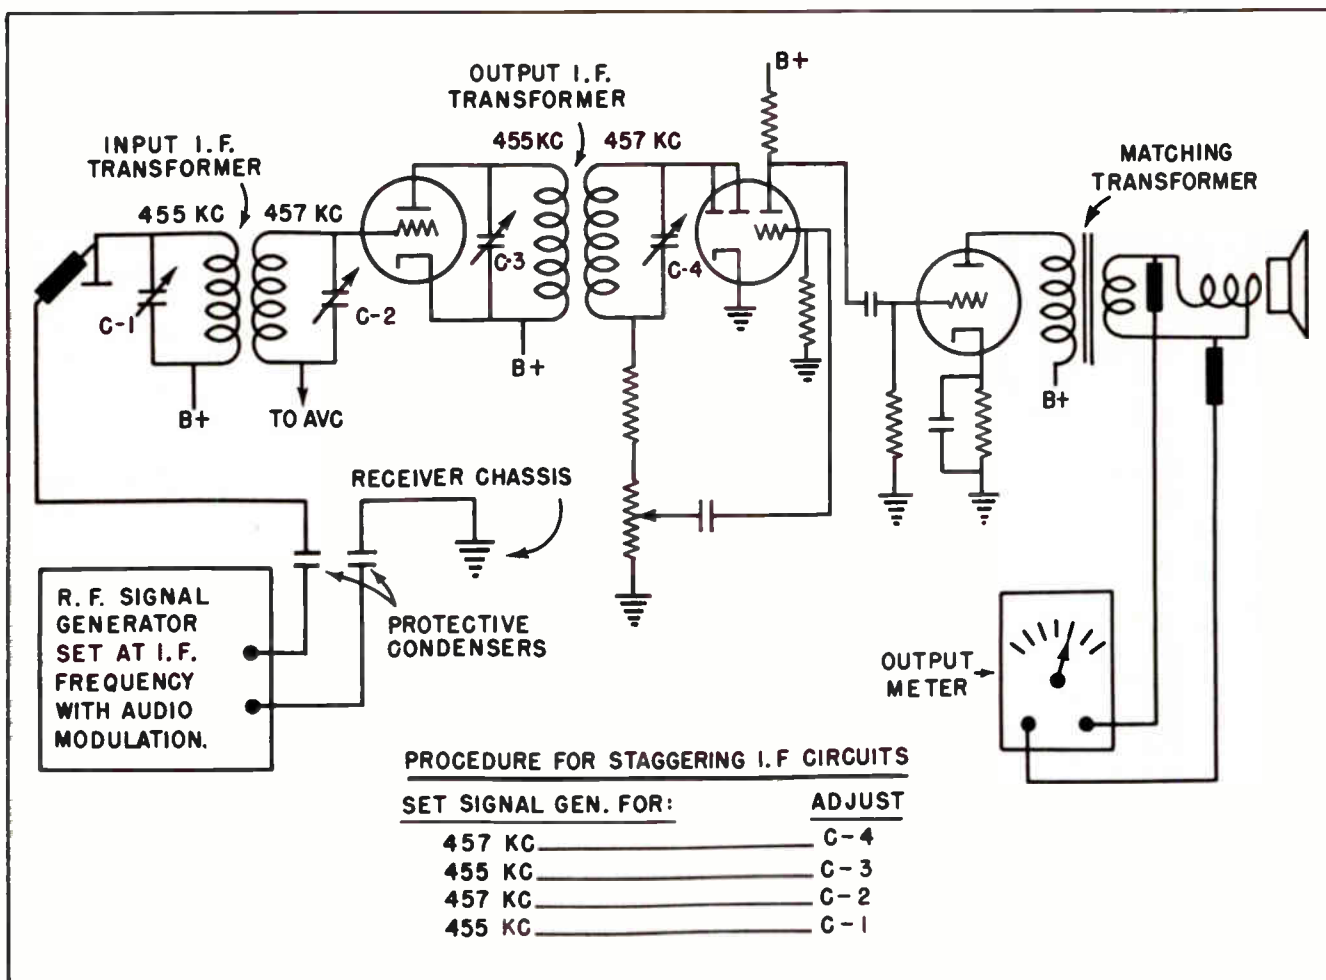 INPUT I.F.
TRANSFORMER
455 KC
457 KC
OUTPUT I.F.
TRANSFORMER
455KC
457 KC
B+
MATCHING
TRANSFORMER
C-1
C-2
C-3
C-4
B+
TO AVC
B+
B+
RECEIVER CHASSIS
PROTECTIVE
CONDENSERS
R.F. SIGNAL
GENERATOR
SET AT I.F.
FREQUENCY
WITH AUDIO
MODULATION.
OUTPUT
METER
PROCEDURE FOR STAGGERING I.F CIRCUITS
SET SIGNAL GEN. FOR: ADJUST
457 KC C-4
455 KC C-3
457 KC C-2
455 KC C-1